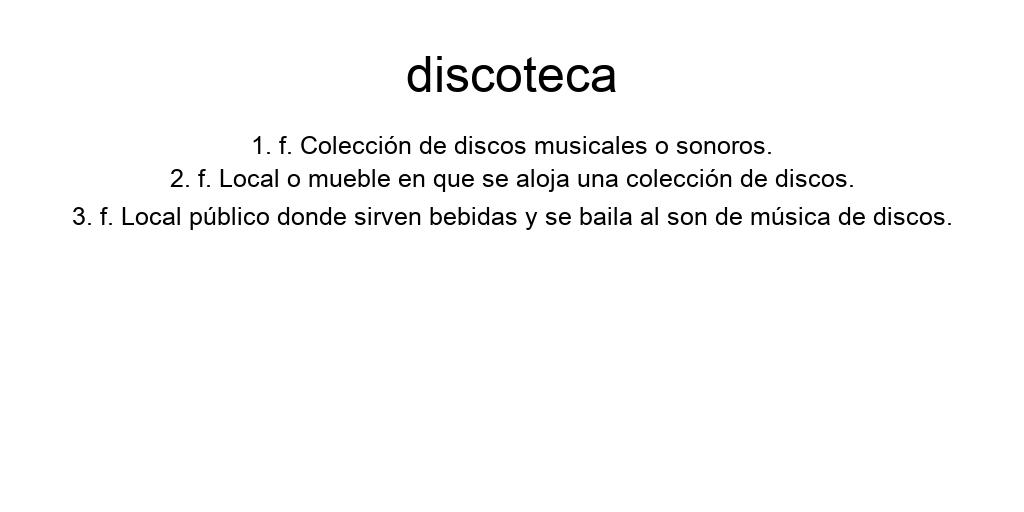 discoteca
1. f. Colección de discos musicales o sonoros.
2. f. Local o mueble en que se aloja una colección de discos.
3. f. Local público donde sirven bebidas y se baila al son de música de discos.